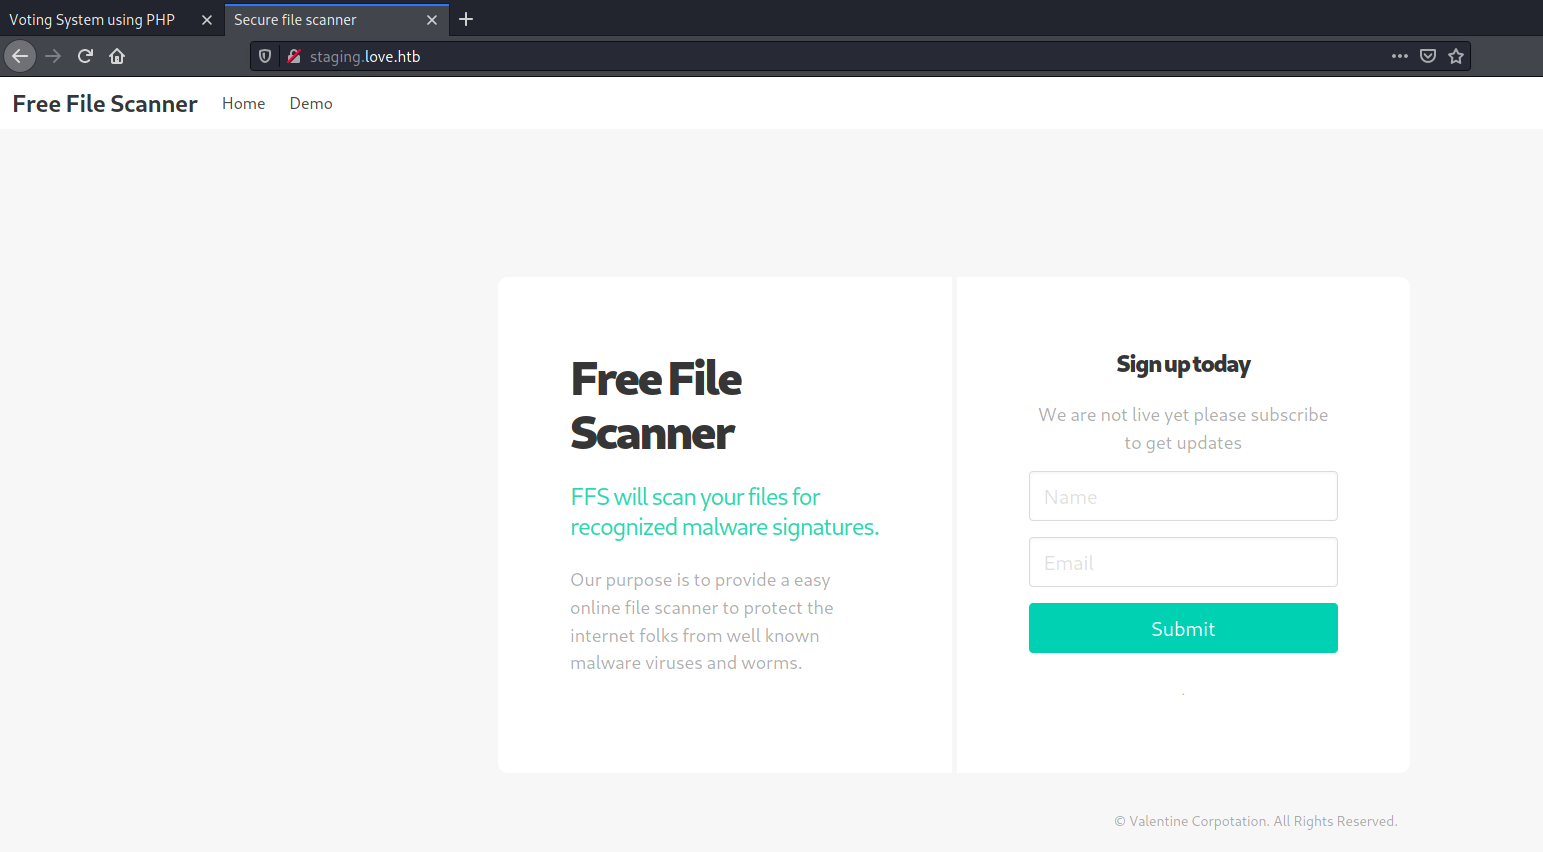 Voting System using PHP
Secure file scanner
staging.love.htb
Free File Scanner Home Demo
Free File
Scanner
FFS will scan your files for
recognized malware signatures.
Our purpose is to provide a easy
online file scanner to protect the
internet folks from well known
malware viruses and worms.
Sign up today
We are not live yet please subscribe
to get updates
Name
Email
Submit
.
© Valentine Corpotation. All Rights Reserved.